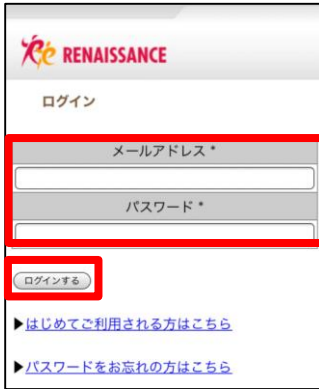 RENAISSANCE
ログイン
メールアドレス *
パスワード *
ログインする
▶はじめてご利用される方はこちら
▶パスワードをお忘れの方はこちら